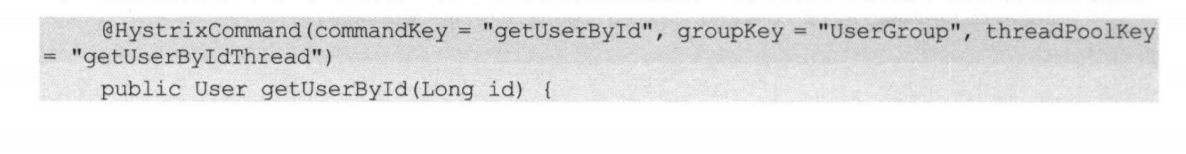 @HystrixCommand(commandKey = "getUserById", groupKey = "UserGroup", threadPoolKey
= "getUserByIdThread")
public User getUserById(Long id) {